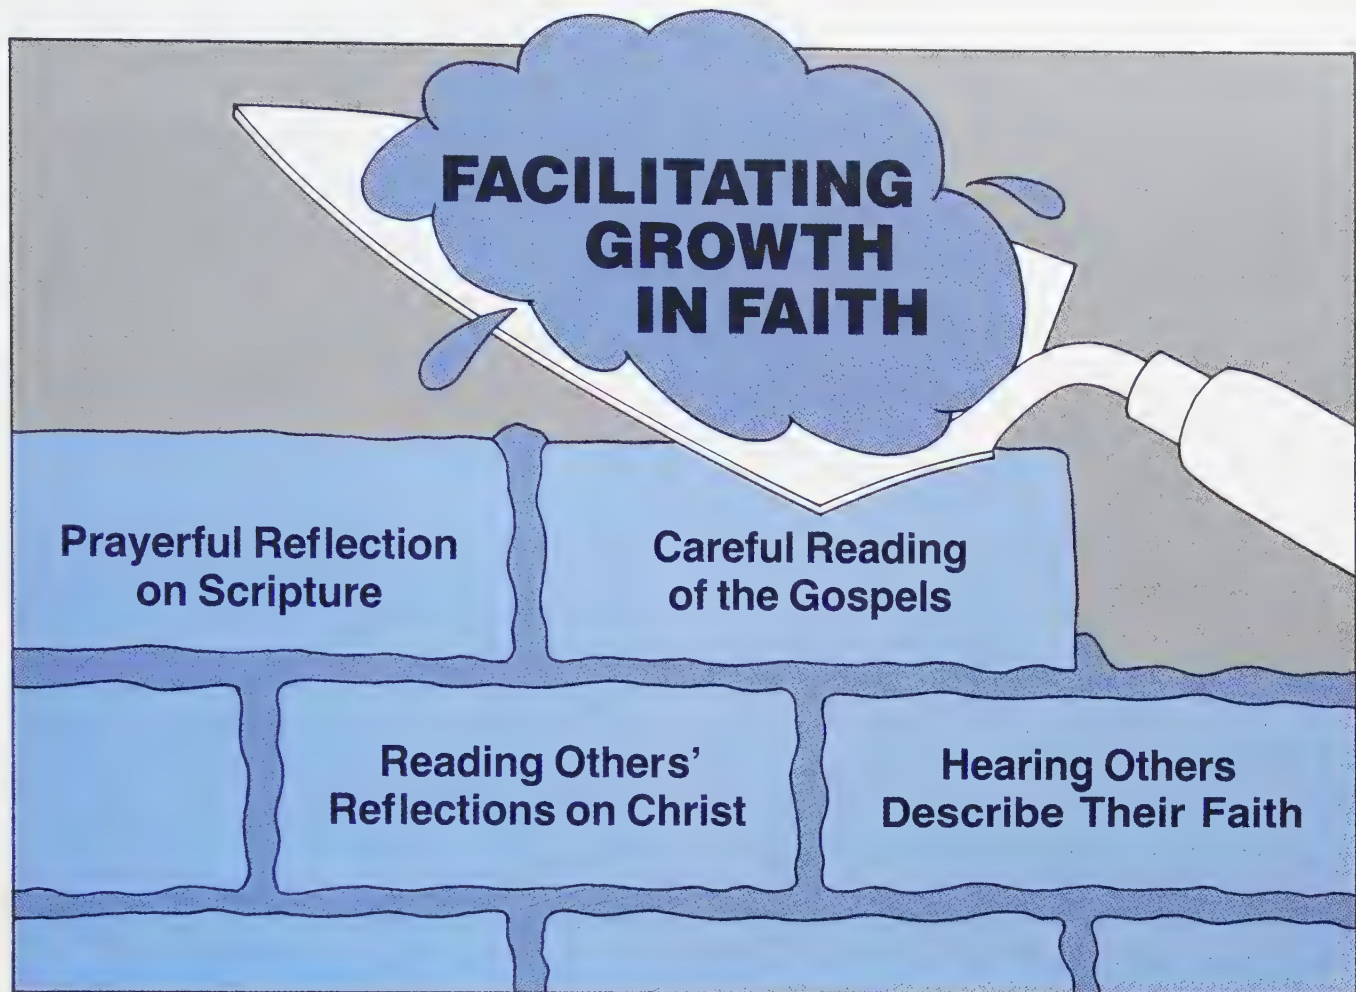 FACILITATING
GROWTH
IN FAITH
Prayerful Reflection
on Scripture
Careful Reading
of the Gospels
Reading Others’
Reflections on Christ
Hearing Others
Describe Their Faith